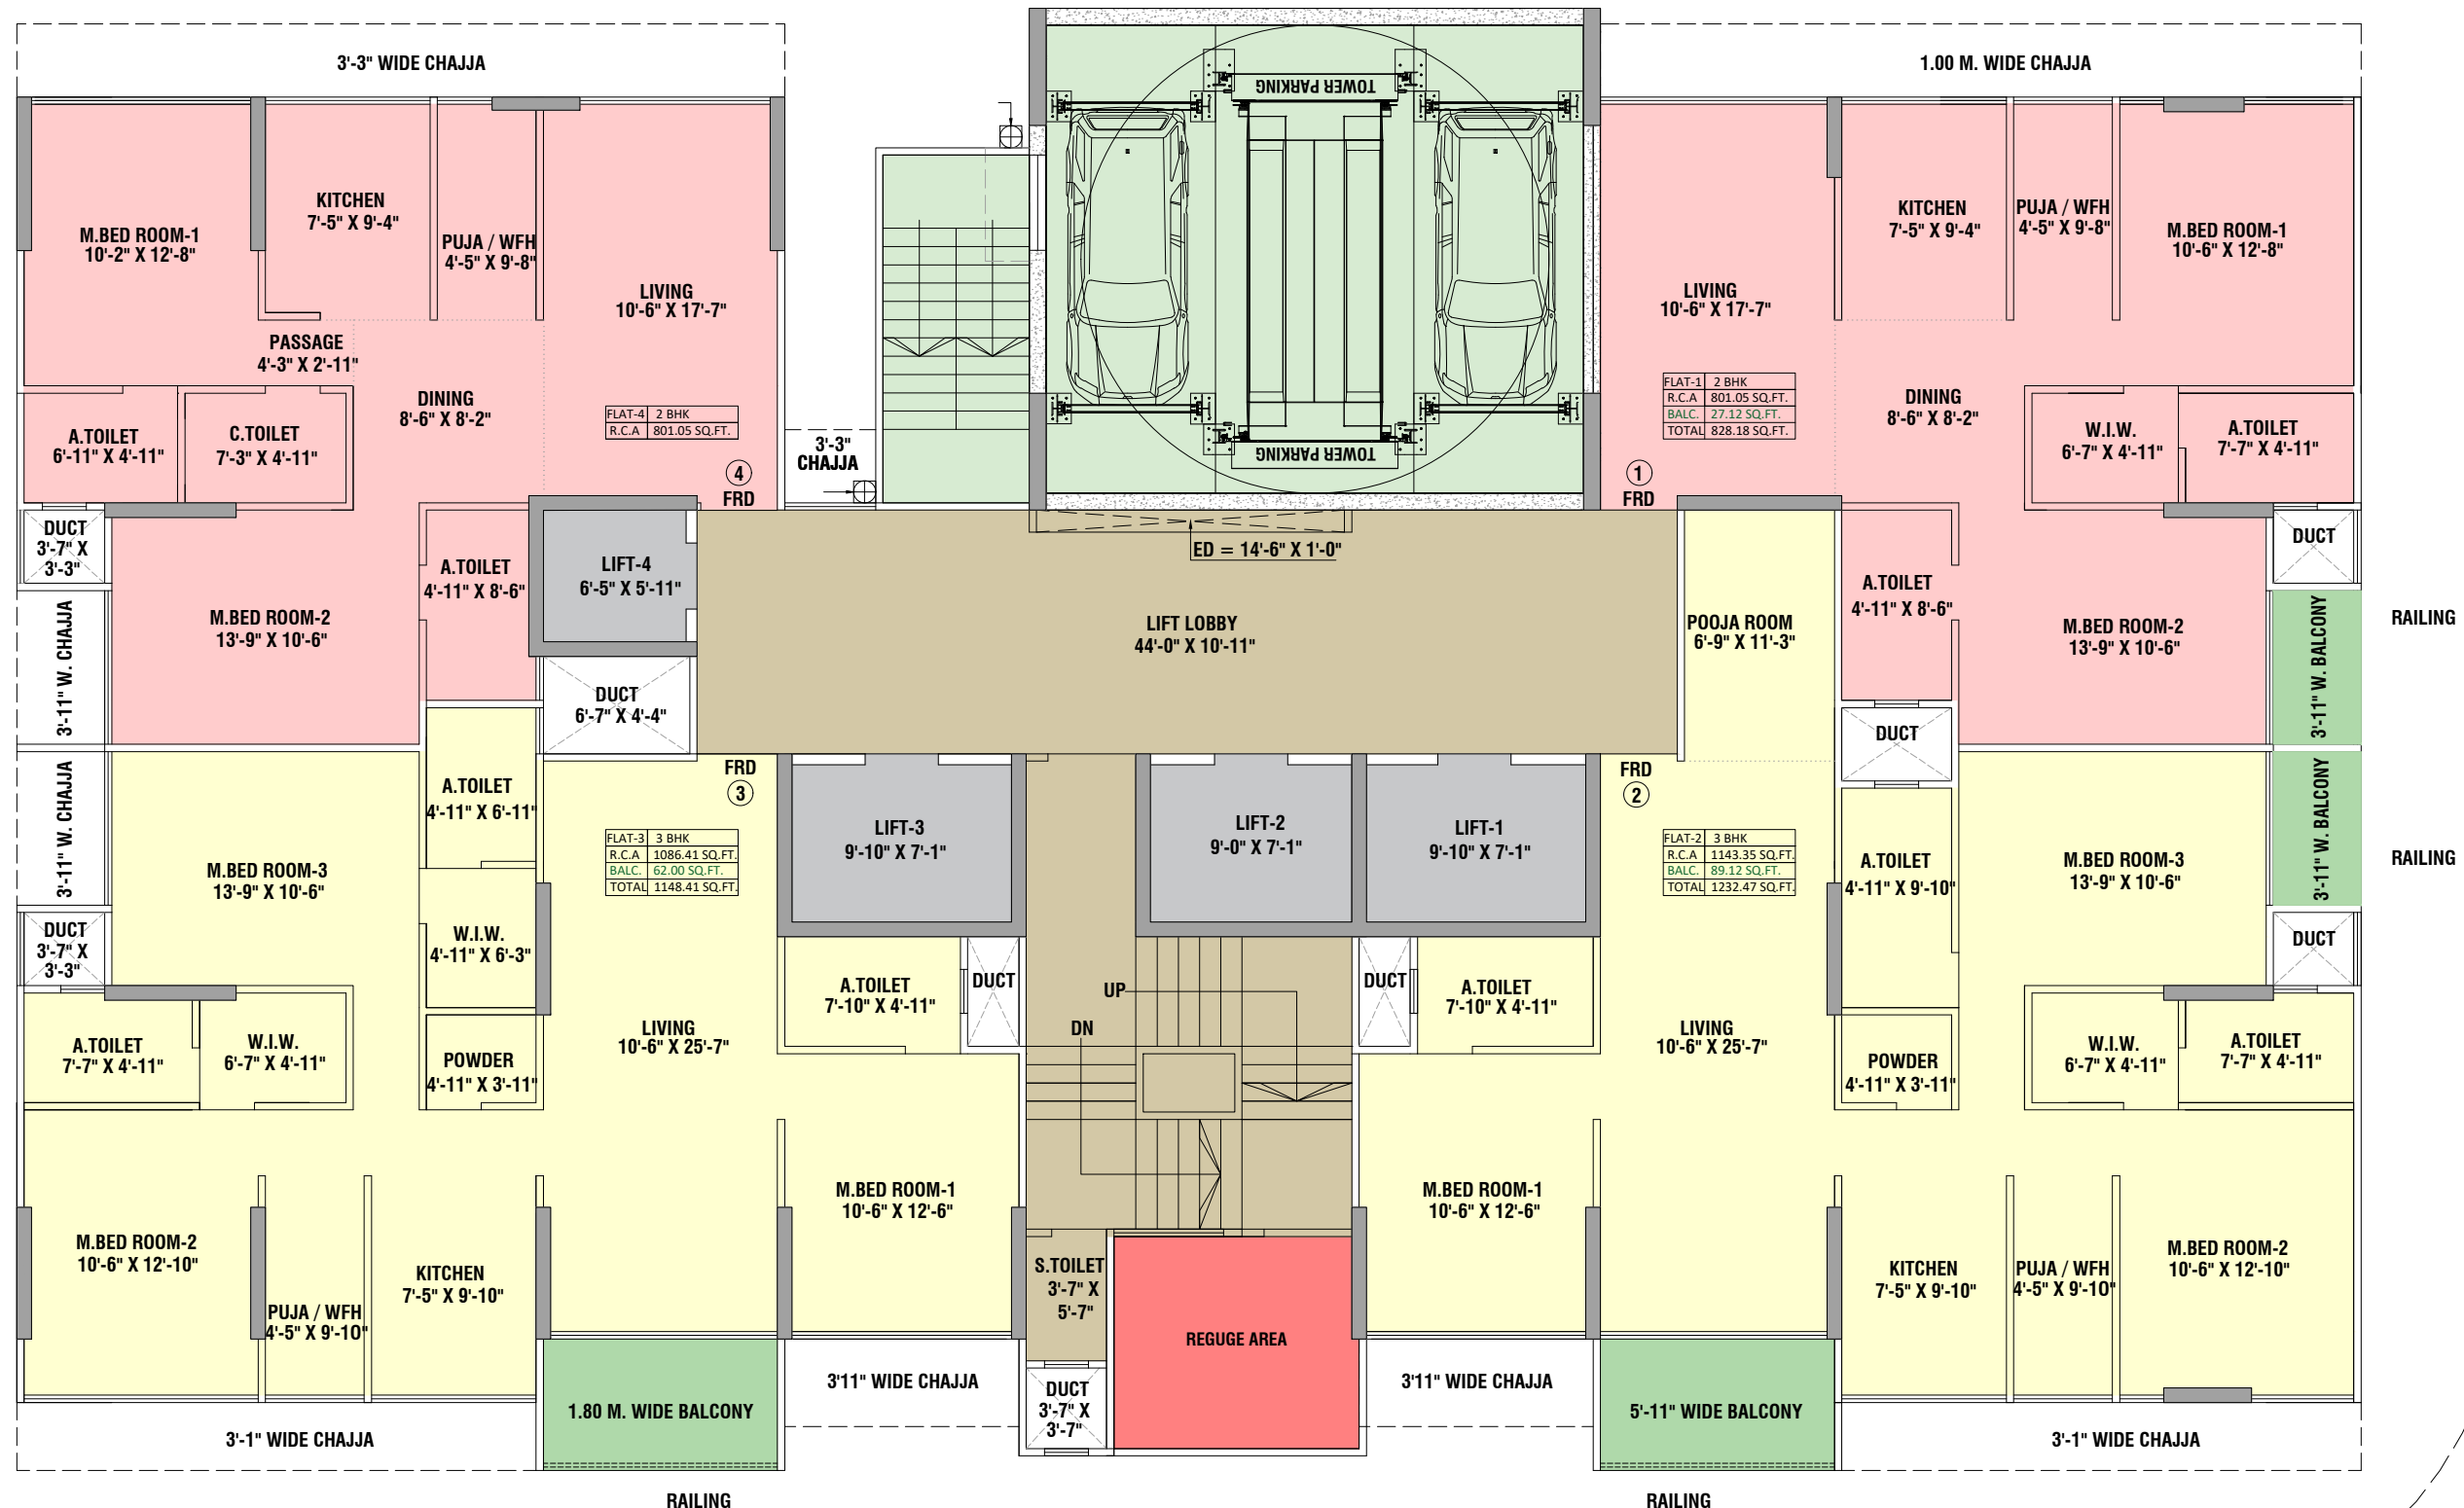 3'-3" WIDE CHAJJA
1.00 M. WIDE CHAJJA
TOWER PARKING
TOWER PARKING
M.BED ROOM-1
10'-2" X 12'-8"
KITCHEN
7'-5" X 9'-4"
PUJA / WFH
4'-5" X 9'-8"
LIVING
10'-6" X 17'-7"
PASSAGE
4'-3" X 2'-11"
DINING
8'-6" X 8'-2"
FLAT-4 2 BHK
R.C.A 801.05 SQ.FT.
A.TOILET
6'-11" X 4'-11"
C.TOILET
7'-3" X 4'-11"
4
FRD
3'-3"
CHAJJA
LIVING
10'-6" X 17'-7"
KITCHEN
7'-5" X 9'-4"
PUJA / WFH
4'-5" X 9'-8"
M.BED ROOM-1
10'-6" X 12'-8"
FLAT-1 2 BHK
R.C.A 801.05 SQ.FT.
BALC. 27.12 SQ.FT.
TOTAL 828.18 SQ.FT.
DINING
8'-6" X 8'-2"
W.I.W.
6'-7" X 4'-11"
A.TOILET
7'-7" X 4'-11"
1
FRD
DUCT
3'-7" X
3'-3"
M.BED ROOM-2
13'-9" X 10'-6"
A.TOILET
4'-11" X 8'-6"
LIFT-4
6'-5" X 5'-11"
DUCT
6'-7" X 4'-4"
3'-11" W. CHAJJA
ED = 14'-6" X 1'-0"
LIFT LOBBY
44'-0" X 10'-11"
POOJA ROOM
6'-9" X 11'-3"
A.TOILET
4'-11" X 8'-6"
M.BED ROOM-2
13'-9" X 10'-6"
DUCT
3'-11" W. BALCONY
RAILING
DUCT
3'-11" W. CHAJJA
M.BED ROOM-3
13'-9" X 10'-6"
A.TOILET
4'-11" X 6'-11"
W.I.W.
4'-11" X 6'-3"
FRD
3
FLAT-3 3 BHK
R.C.A 1086.41 SQ.FT.
BALC. 62.00 SQ.FT.
TOTAL 1148.41 SQ.FT.
LIFT-3
9'-10" X 7'-1"
LIFT-2
9'-0" X 7'-1"
LIFT-1
9'-10" X 7'-1"
FRD
2
FLAT-2 3 BHK
R.C.A 1143.35 SQ.FT.
BALC. 89.12 SQ.FT.
TOTAL 1232.47 SQ.FT.
A.TOILET
4'-11" X 9'-10"
M.BED ROOM-3
13'-9" X 10'-6"
3'-11" W. BALCONY
RAILING
DUCT
DUCT
3'-7" X
3'-3"
A.TOILET
7'-7" X 4'-11"
W.I.W.
6'-7" X 4'-11"
POWDER
4'-11" X 3'-11"
LIVING
10'-6" X 25'-7"
A.TOILET
7'-10" X 4'-11"
DUCT
UP
DN
DUCT
A.TOILET
7'-10" X 4'-11"
LIVING
10'-6" X 25'-7"
POWDER
4'-11" X 3'-11"
W.I.W.
6'-7" X 4'-11"
A.TOILET
7'-7" X 4'-11"
M.BED ROOM-2
10'-6" X 12'-10"
PUJA / WFH
4'-5" X 9'-10"
KITCHEN
7'-5" X 9'-10"
M.BED ROOM-1
10'-6" X 12'-6"
S.TOILET
3'-7" X
5'-7"
REGUGE AREA
M.BED ROOM-1
10'-6" X 12'-6"
KITCHEN
7'-5" X 9'-10"
PUJA / WFH
4'-5" X 9'-10"
M.BED ROOM-2
10'-6" X 12'-10"
3'-1" WIDE CHAJJA
1.80 M. WIDE BALCONY
3'11" WIDE CHAJJA
DUCT
3'-7" X
3'-7"
3'11" WIDE CHAJJA
5'-11" WIDE BALCONY
3'-1" WIDE CHAJJA
RAILING
RAILING